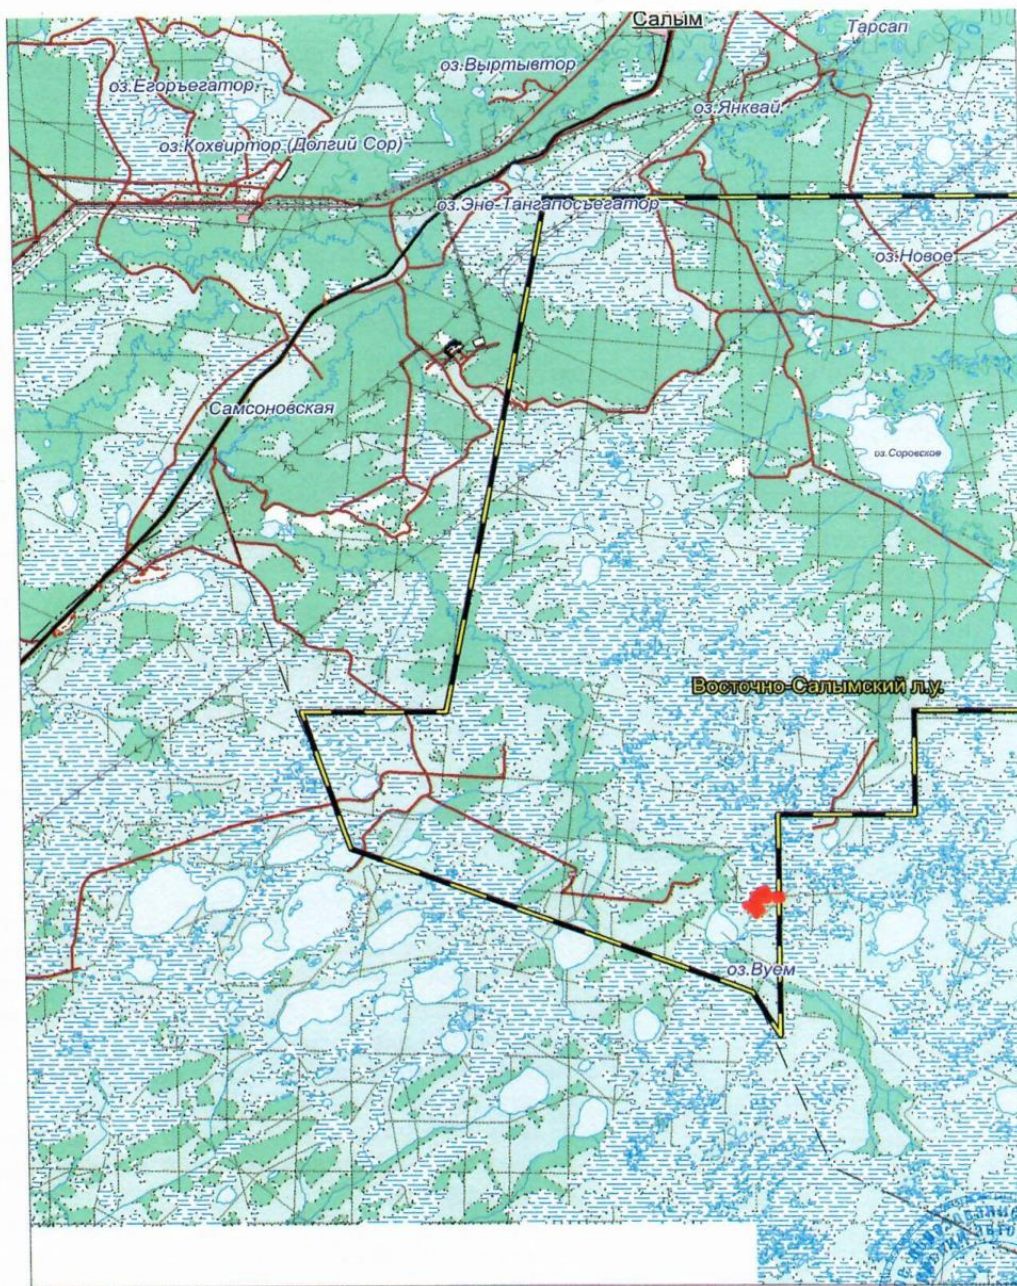 Салым
Тарсап
оз.Выртывтор
оз.Егоръегатор
оз.Янквай
оз.Кохвиртор (Долгий Сор)
оз.Эне-Тангапосъегатор
оз.Новое
Самсоновская
оз.Соровское
Восточно-Салымский л.у.
оз.Вуем